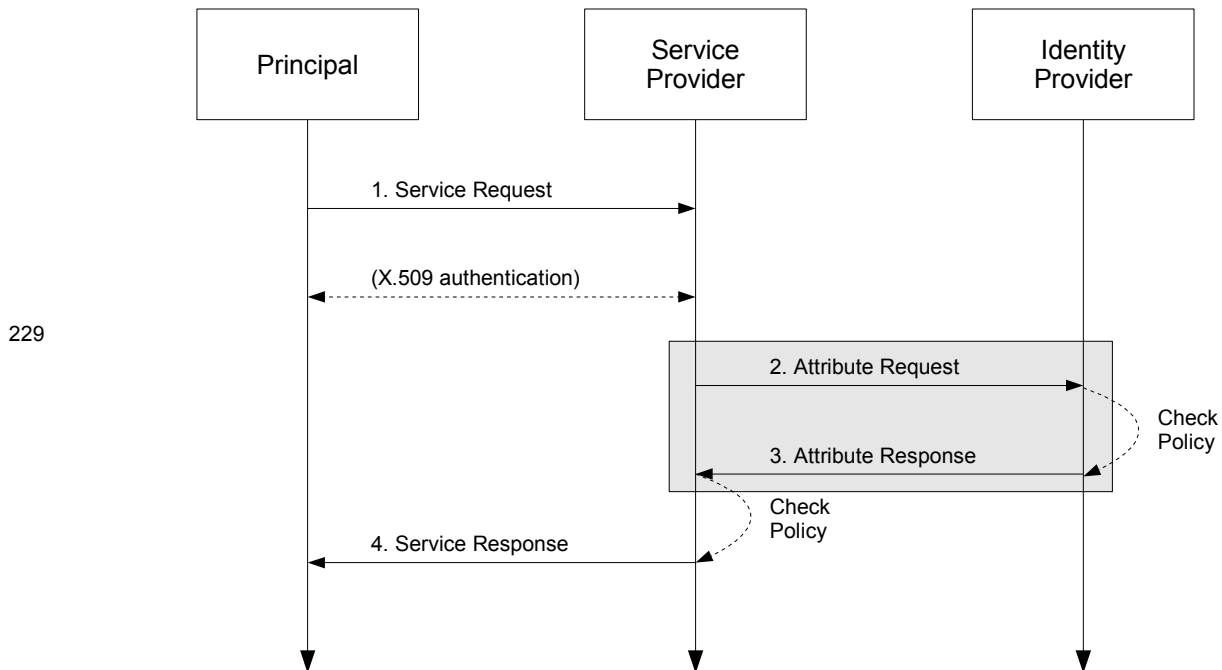 Principal
Service
Provider
Identity
Provider
1. Service Request
(X.509 authentication)
229
2. Attribute Request
Check
Policy
3. Attribute Response
Check
Policy
4. Service Response